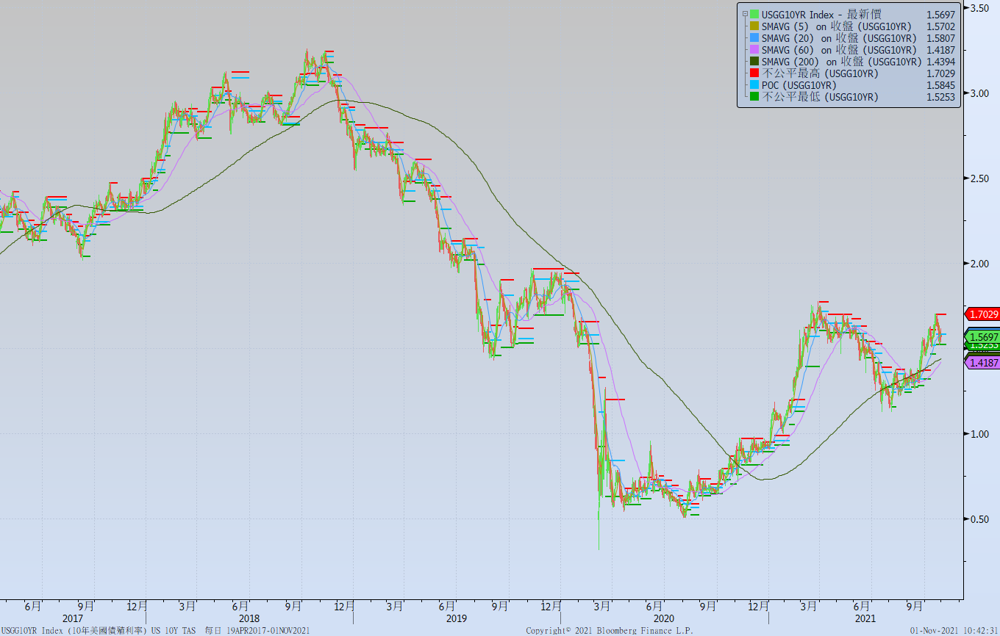 USGG10YR Index - 最新價 1.5697
SMAVG (5) on 收盤 (USGG10YR) 1.5702
SMAVG (20) on 收盤 (USGG10YR) 1.5807
SMAVG (60) on 收盤 (USGG10YR) 1.4187
SMAVG (200) on 收盤 (USGG10YR) 1.4394
不公平最高 (USGG10YR) 1.7029
POC (USGG10YR) 1.5845
不公平最低 (USGG10YR) 1.5253
3.50
3.00
2.50
2.00
1.7029
1.5697
1.5253
1.4187
1.00
0.50
6月 9月 12月 3月 6月 9月 12月 3月 6月 9月 12月 3月 6月 9月 12月 3月 6月 9月
2017 2018 2019 2020 2021
USGG10YR Index (10年美國債殖利率) US 10Y TAS 每日 19APR2017-01NOV2021 Copyright© 2021 Bloomberg Finance L.P. 01-Nov-2021 10:42:31